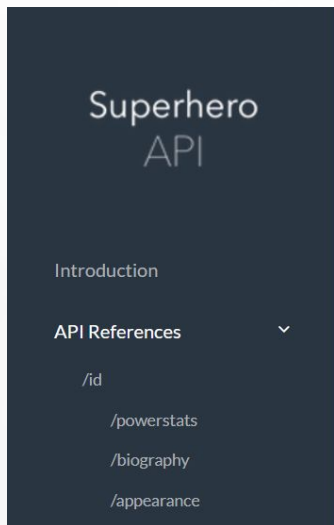 Superhero
API
Introduction
API References
/id
/powerstats
/biography
/appearance